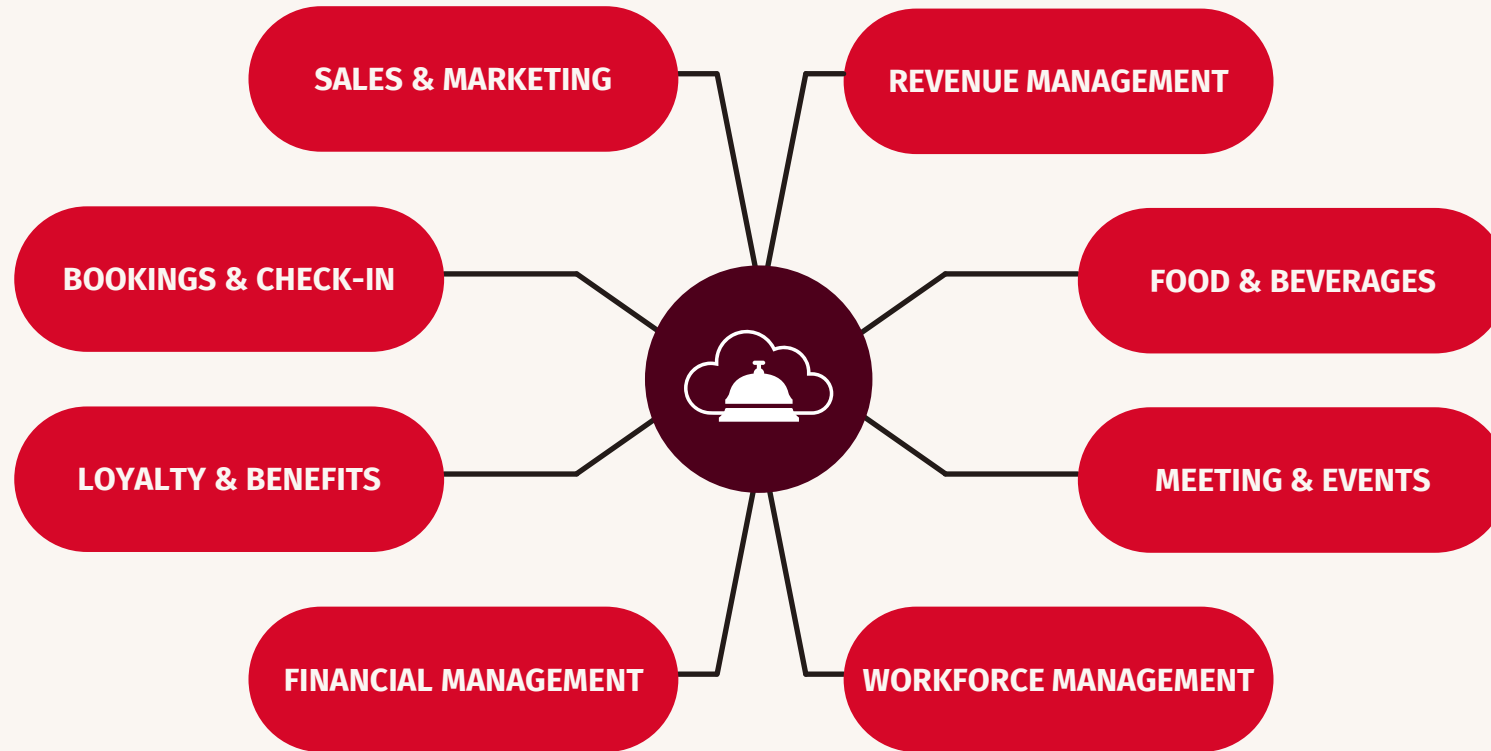 SALES & MARKETING
REVENUE MANAGEMENT
BOOKINGS & CHECK-IN
FOOD & BEVERAGES
LOYALTY & BENEFITS
MEETING & EVENTS
FINANCIAL MANAGEMENT
WORKFORCE MANAGEMENT